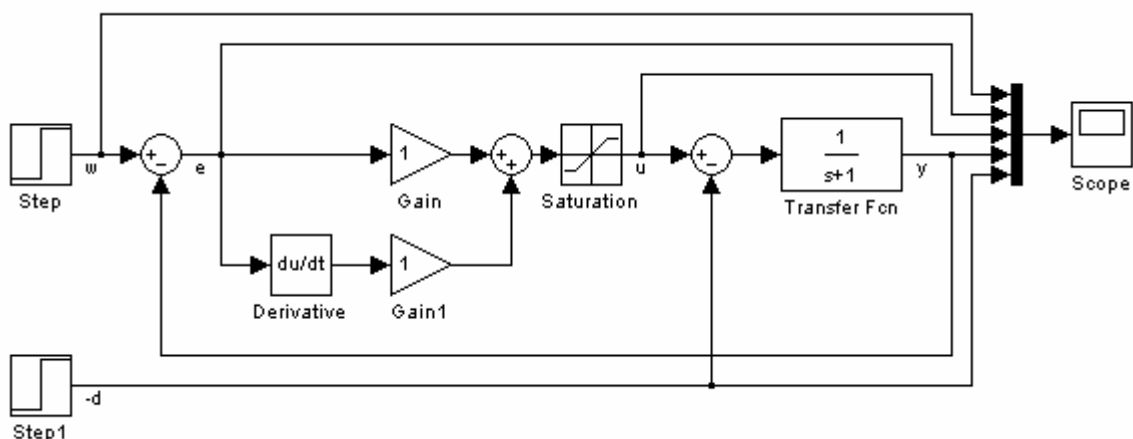 w
e
u
y
Step
1
Gain
Saturation
1
s+1
Transfer Fcn
Scope
du/dt
Derivative
1
Gain1
-d
Step1